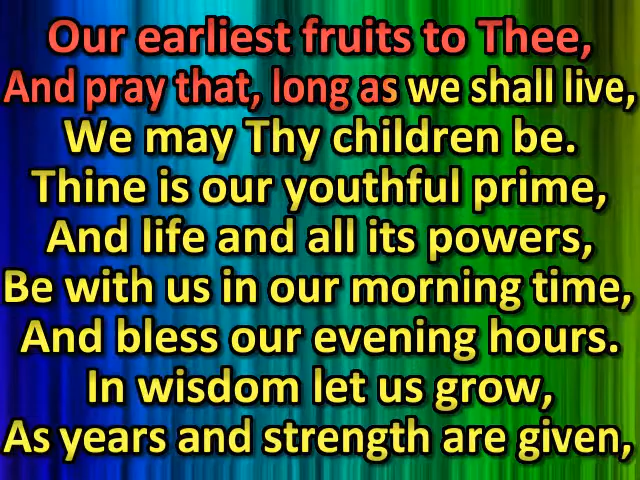 Our earliest fruits to Thee,
And pray that, long as we shall live,
We may Thy children be.
Thine is our youthful prime,
And life and all its powers,
Be with us in our morning time,
And bless our evening hours.
In wisdom let us grow,
As years and strength are given,